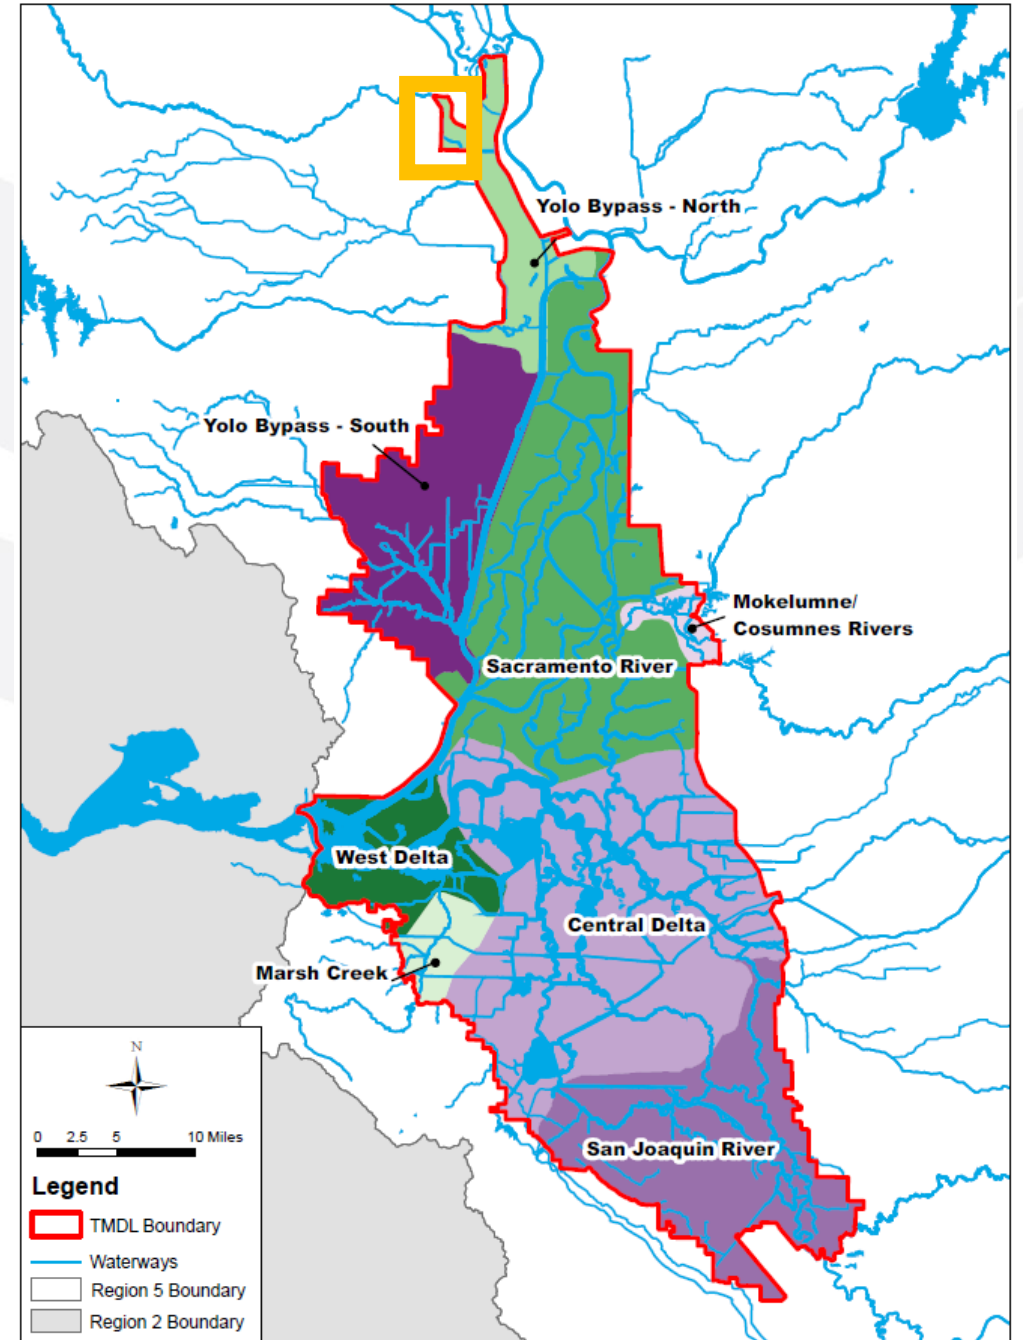 Yolo Bypass - North
Yolo Bypass - South
Mokelumne/
Cosumnes Rivers
Sacramento River
West Delta
Central Delta
Marsh Creek
San Joaquin River
N
0 2.5 5 10 Miles
Legend
TMDL Boundary
Waterways
Region 5 Boundary
Region 2 Boundary